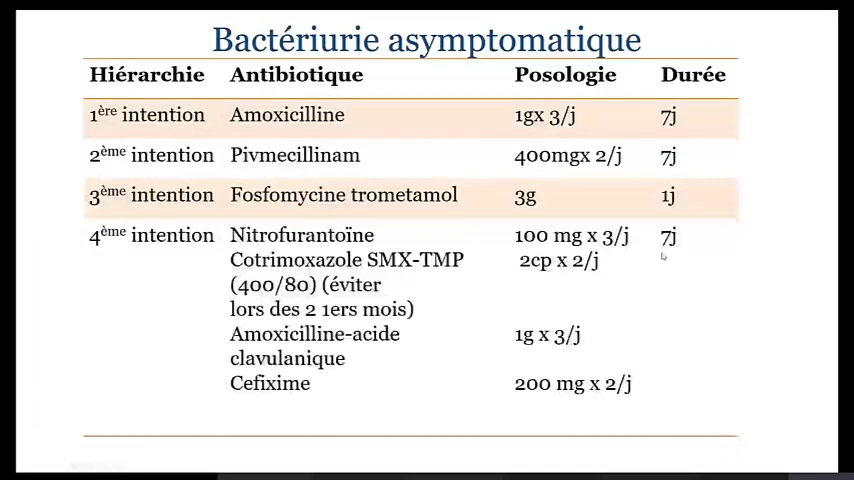 Bactériurie asymptomatique
Hiérarchie Antibiotique Posologie Durée
1ère intention Amoxicilline 1gx 3/j 7j
2ème intention Pivmecillinam 400mgx 2/j 7j
3ème intention Fosfomycine trometamol 3g 1j
4ème intention Nitrofurantoïne 100 mg x 3/j 7j
Cotrimoxazole SMX-TMP 2cp x 2/j
(400/80) (éviter
lors des 2 1ers mois)
Amoxicilline-acide 1g x 3/j
clavulanique
Cefixime 200 mg x 2/j